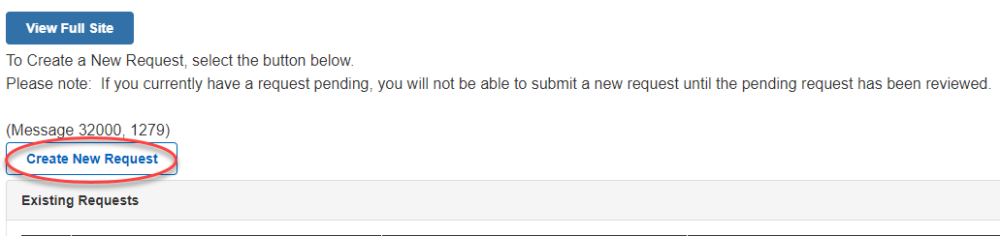 View Full Site
To Create a New Request, select the button below.
Please note:  If you currently have a request pending, you will not be able to submit a new request until the pending request has been reviewed.
(Message 32000, 1279)
Create New Request
Existing Requests